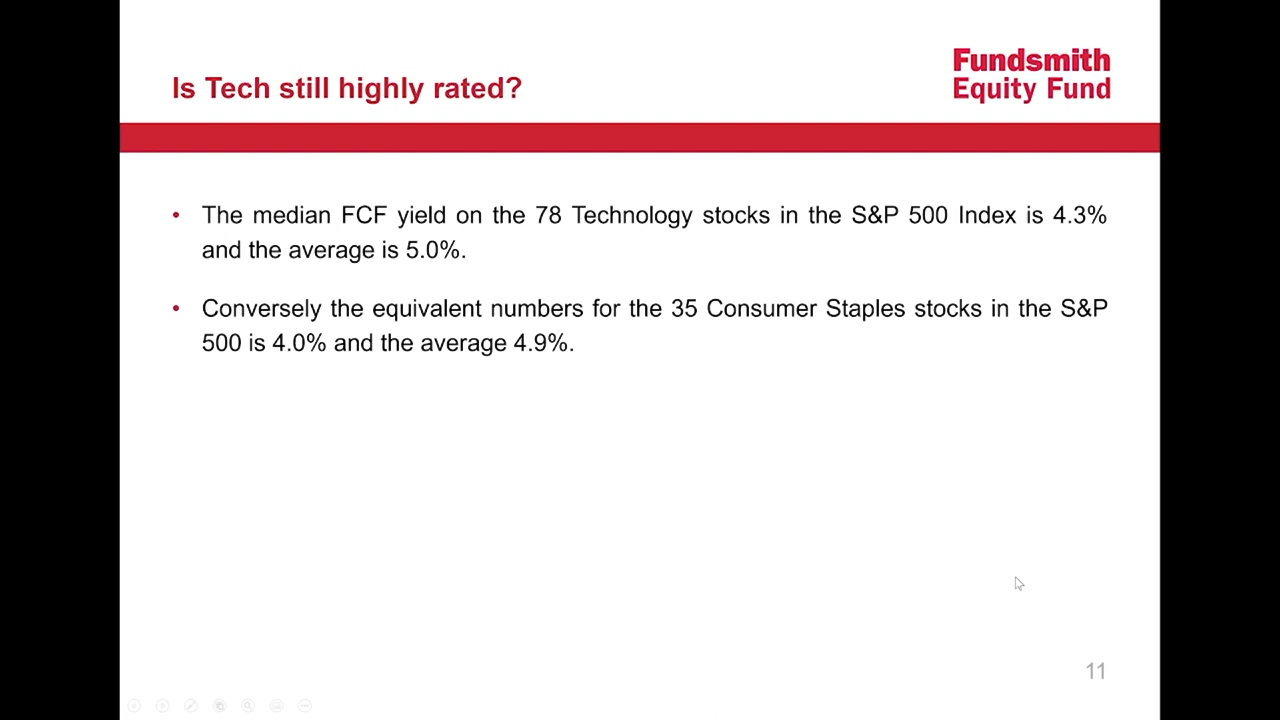 Is Tech still highly rated?
Fundsmith
Equity Fund
• The median FCF yield on the 78 Technology stocks in the S&P 500 Index is 4.3%
and the average is 5.0%.
• Conversely the equivalent numbers for the 35 Consumer Staples stocks in the S&P
500 is 4.0% and the average 4.9%.
11